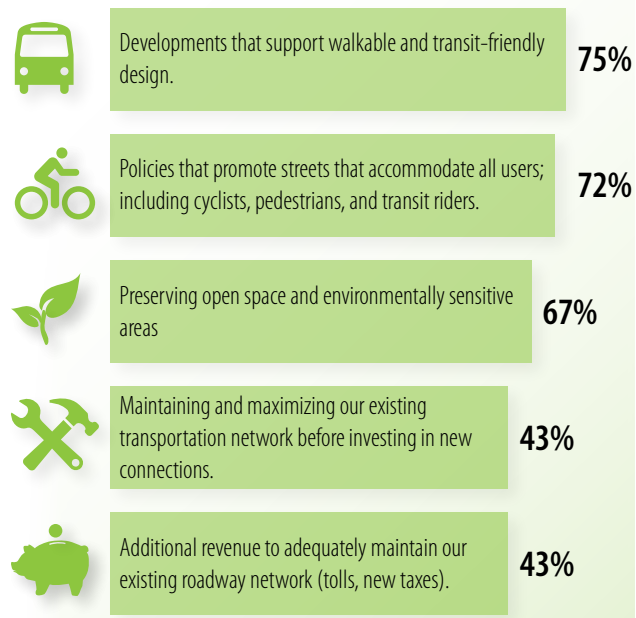 Developments that support walkable and transit-friendly
design.
75%
Policies that promote streets that accommodate all users;
including cyclists, pedestrians, and transit riders.
72%
Preserving open space and environmentally sensitive
areas
67%
Maintaining and maximizing our existing
transportation network before investing in new
connections.
43%
Additional revenue to adequately maintain our
existing roadway network (tolls, new taxes).
43%